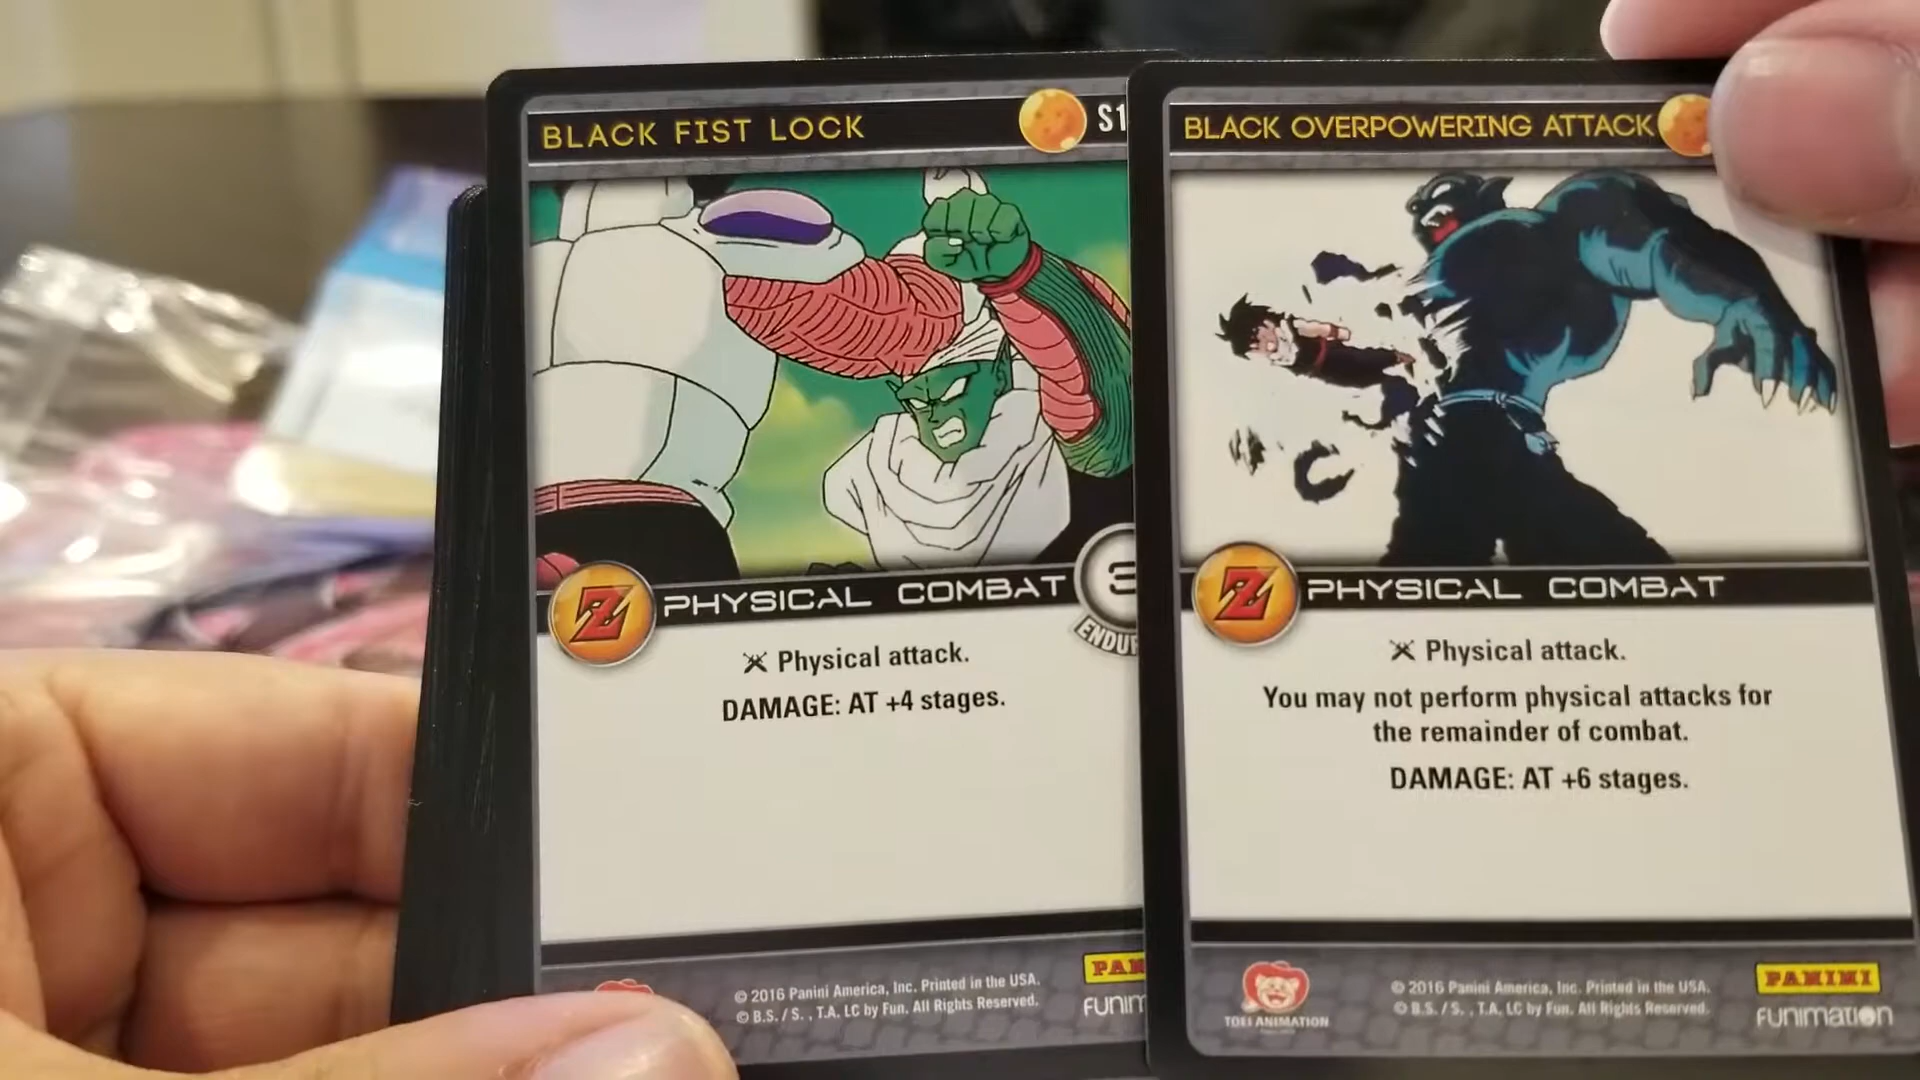 BLACK FIST LOCK
S1
Z PHYSICAL COMBAT
3
Physical attack.
DAMAGE: AT +4 stages.
© 2016 Panini America, Inc. Printed in the USA.
© B.S. / S. , T.A. LC by Fun. All Rights Reserved.
BLACK OVERPOWERING ATTACK
Z PHYSICAL COMBAT
Physical attack.
You may not perform physical attacks for
the remainder of combat.
DAMAGE: AT +6 stages.
TOEI ANIMATION
© 2016 Panini America, Inc. Printed in the USA.
© B.S. / S. , T.A. LC by Fun. All Rights Reserved.
PANINI
FUNIMATION